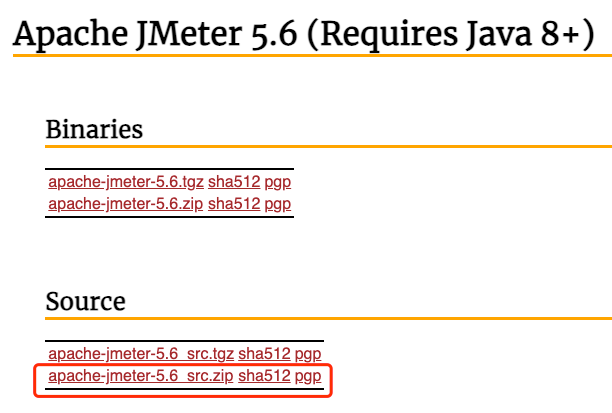 Apache JMeter 5.6 (Requires Java 8+)
Binaries
apache-jmeter-5.6.tgz sha512 pgp
apache-jmeter-5.6.zip sha512 pgp
Source
apache-jmeter-5.6_src.tgz sha512 pgp
apache-jmeter-5.6_src.zip sha512 pgp